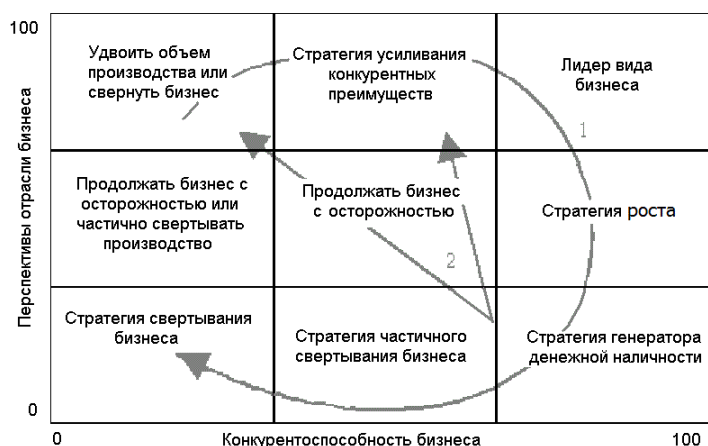 100
Удвоить объем
производства или
свернуть бизнес
Стратегия усиливания
конкурентных
преимуществ
Лидер вида
бизнеса
1
Перспективы отрасли бизнеса
Продолжать бизнес с
осторожностью или
частично свертывать
производство
Продолжать бизнес
с осторожностью
Стратегия роста
2
Стратегия свертывания
бизнеса
Стратегия частичного
свертывания бизнеса
Стратегия генератора
денежной наличности
0
0
Конкурентоспособность бизнеса
100